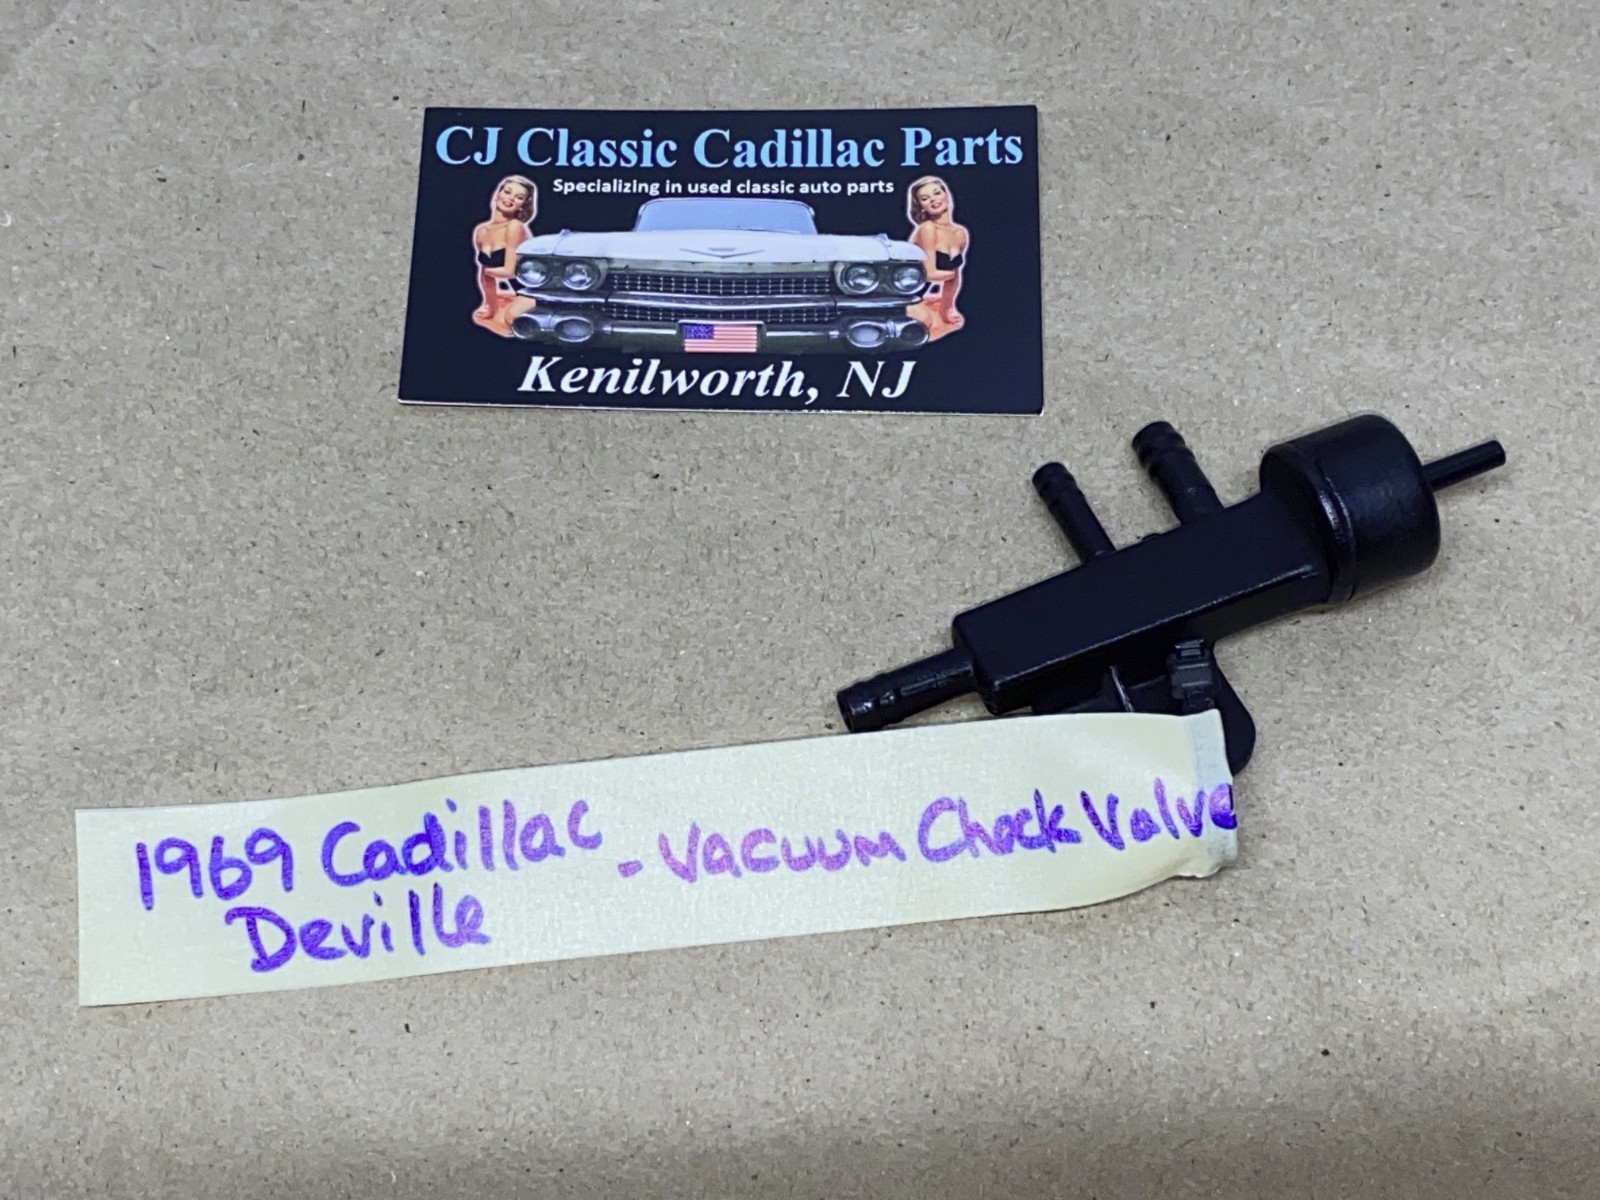 CJ Classic Cadillac Parts
Specializing in used classic auto parts
Kenilworth, NJ
1969 Cadillac - Vacuum Check Valve
Deville